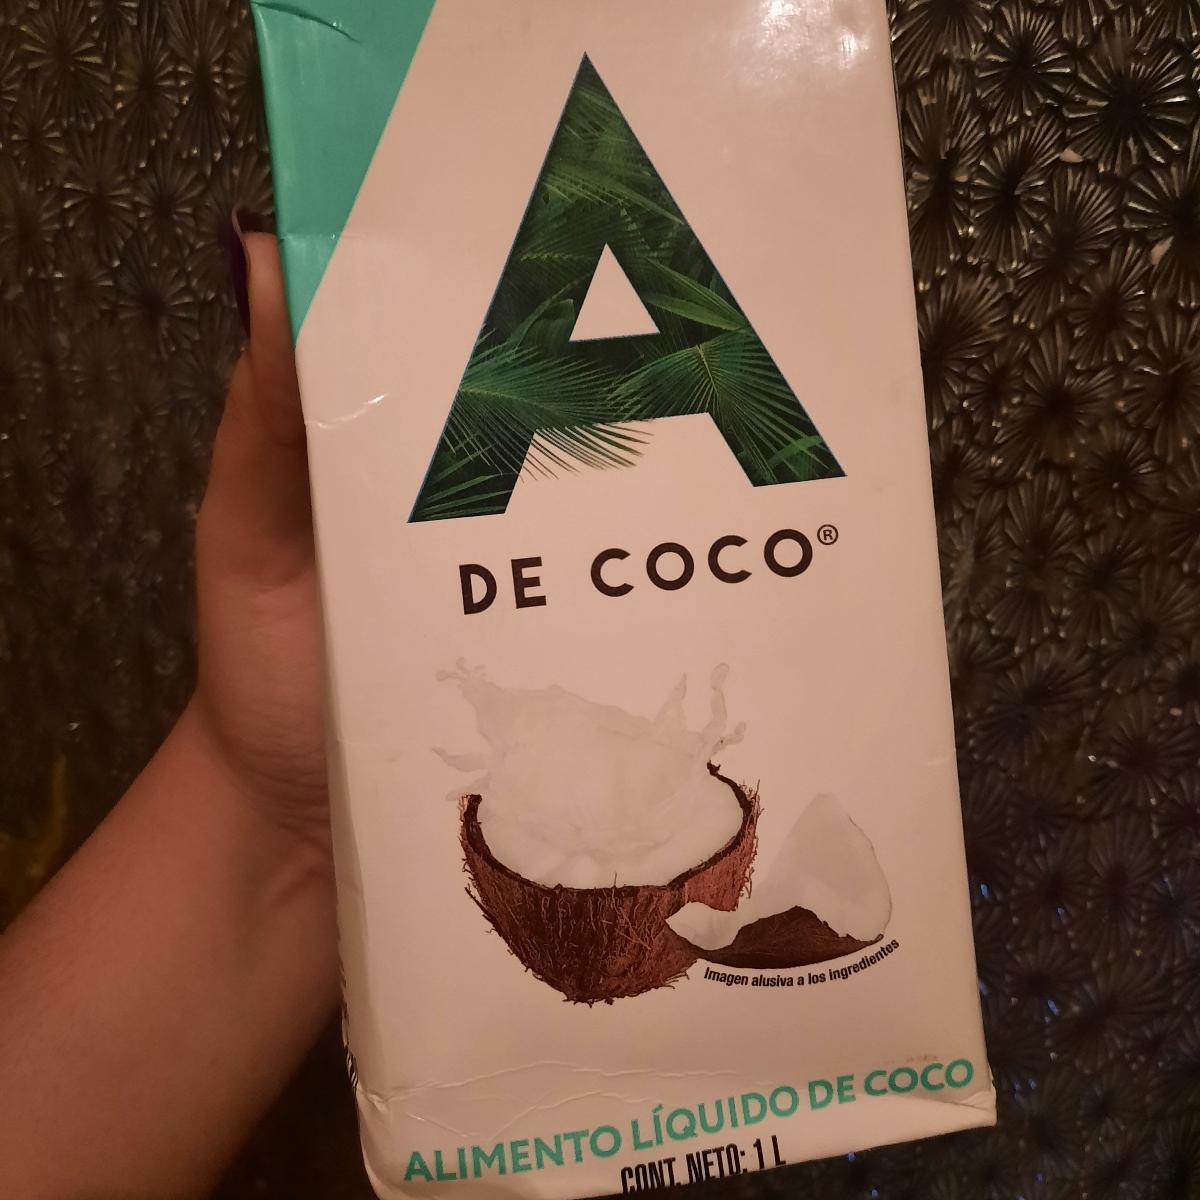 A
DE COCO®
Imagen alusiva a los ingredientes
ALIMENTO LÍQUIDO DE COCO
CONT. NETO: 1 L